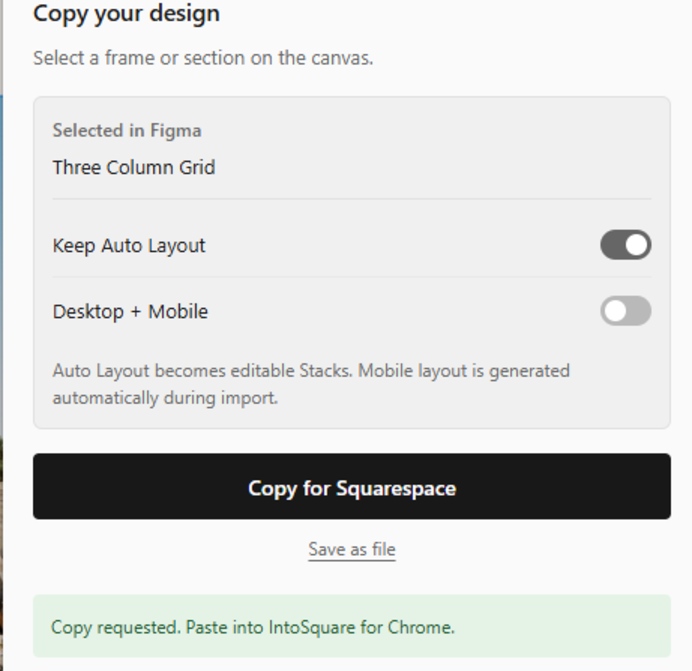 Copy your design
Select a frame or section on the canvas.
Selected in Figma
Three Column Grid
Keep Auto Layout
Desktop + Mobile
Auto Layout becomes editable Stacks. Mobile layout is generated
automatically during import.
Copy for Squarespace
Save as file
Copy requested. Paste into IntoSquare for Chrome.